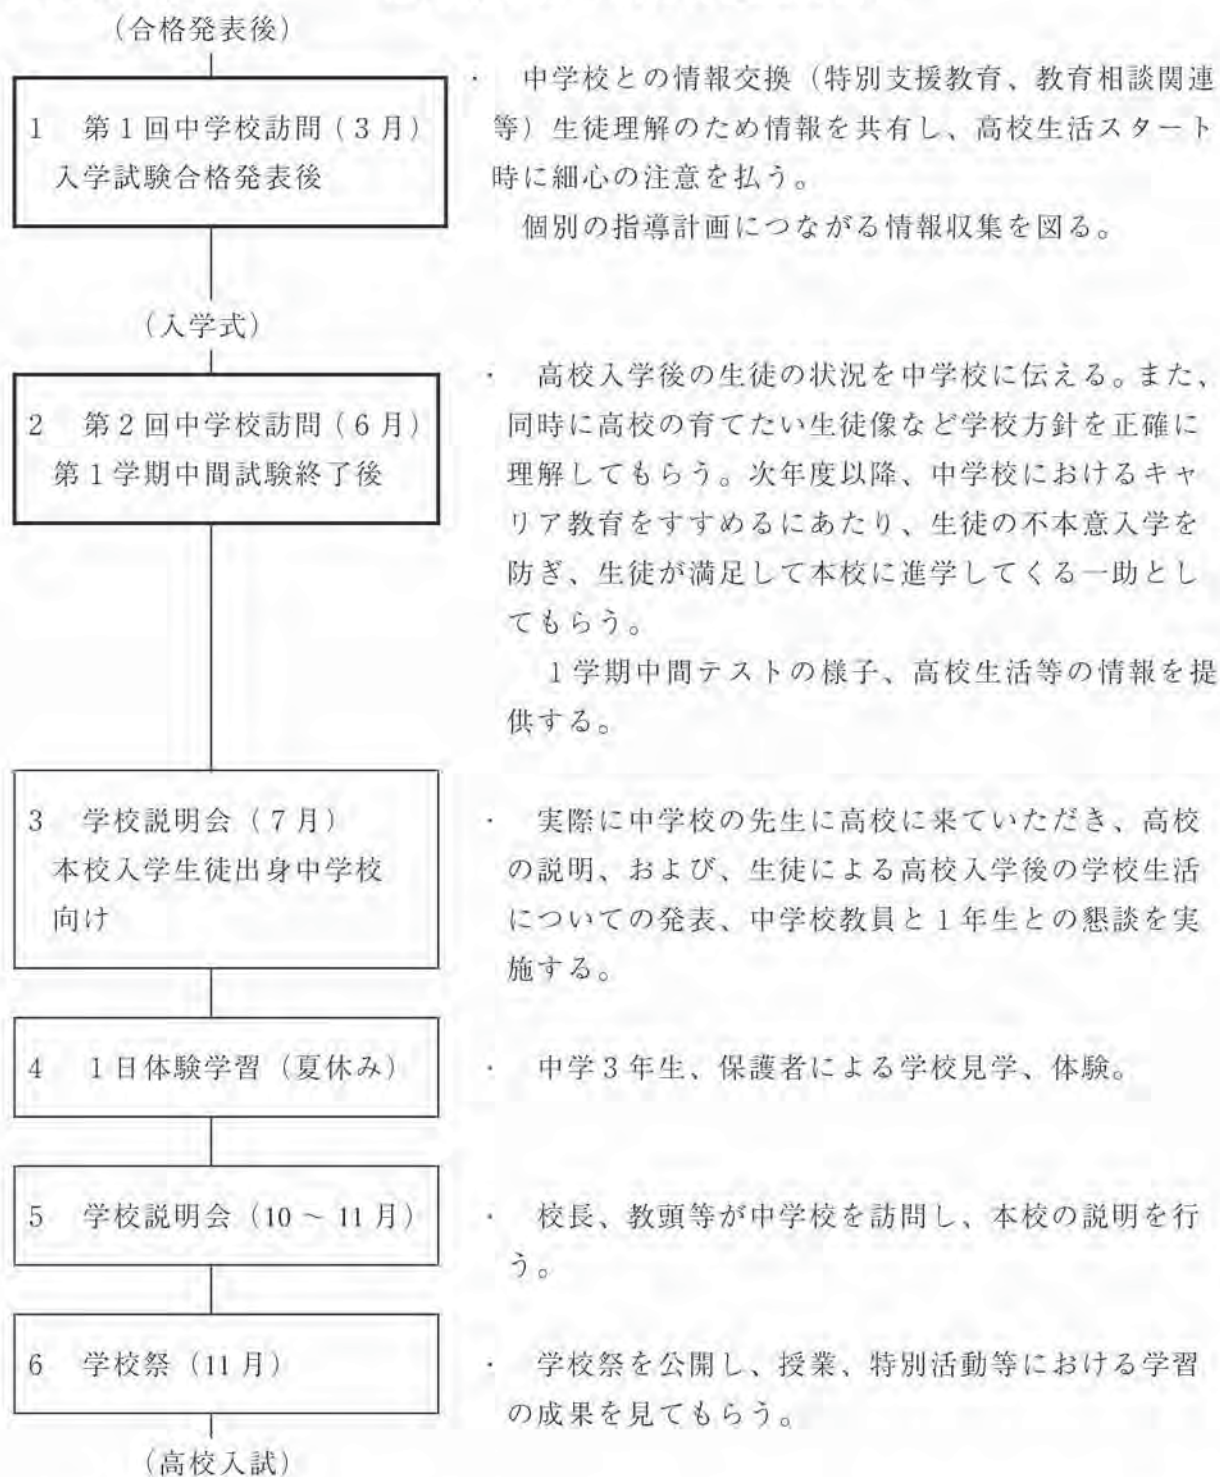 （合格発表後）
1　第１回中学校訪問（３月）
入学試験合格発表後
・　中学校との情報交換（特別支援教育、教育相談関連
等）生徒理解のため情報を共有し、高校生活スタート
時に細心の注意を払う。
個別の指導計画につながる情報収集を図る。
（入学式）
2　第２回中学校訪問（６月）
第１学期中間試験終了後
・　高校入学後の生徒の状況を中学校に伝える。また、
同時に高校の育てたい生徒像など学校方針を正確に
理解してもらう。次年度以降、中学校におけるキャ
リア教育をすすめるにあたり、生徒の不本意入学を
防ぎ、生徒が満足して本校に進学してくる一助とし
てもらう。
１学期中間テストの様子、高校生活等の情報を提
供する。
3　学校説明会（７月）
本校入学生徒出身中学校
向け
・　実際に中学校の先生に高校に来ていただき、高校
の説明、および、生徒による高校入学後の学校生活
についての発表、中学校教員と１年生との懇談を実
施する。
4　１日体験学習（夏休み）
・　中学３年生、保護者による学校見学、体験。
5　学校説明会（10 ～ 11 月）
・　校長、教頭等が中学校を訪問し、本校の説明を行
う。
6　学校祭（11 月）
・　学校祭を公開し、授業、特別活動等における学習
の成果を見てもらう。
（高校入試）